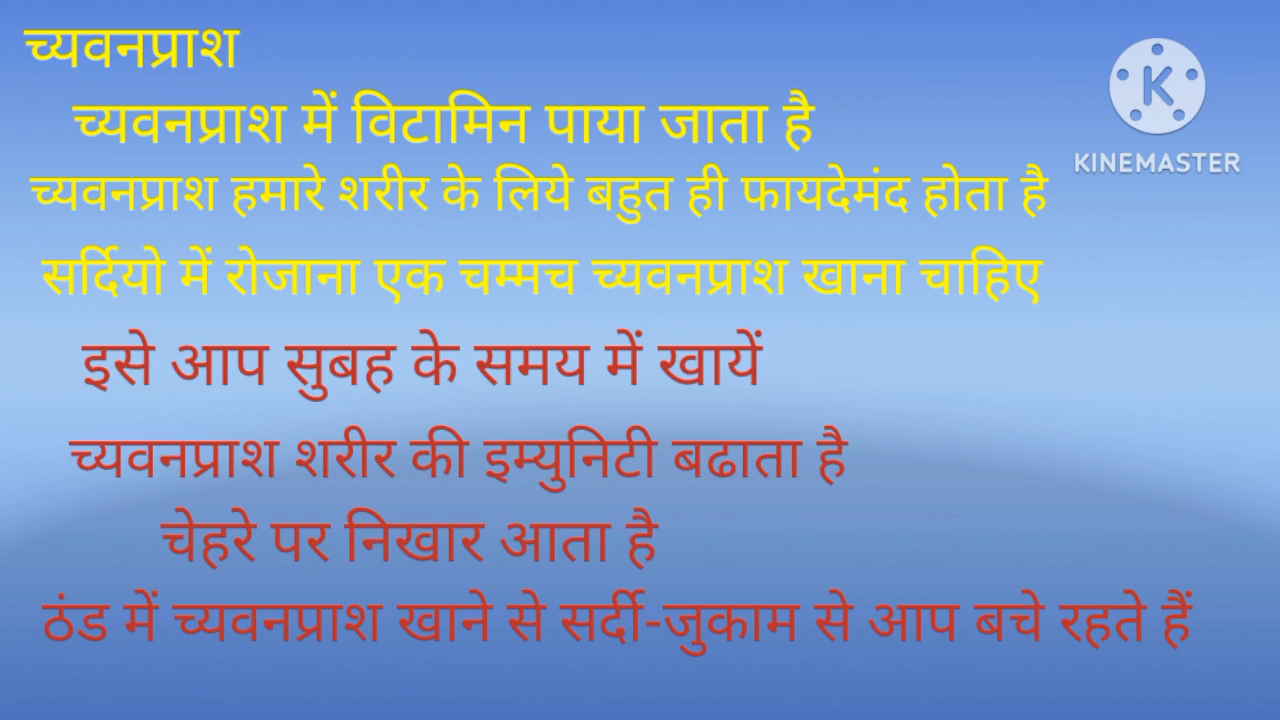 च्यवनप्राश
च्यवनप्राश में विटामिन पाया जाता है
च्यवनप्राश हमारे शरीर के लिये बहुत ही फायदेमंद होता है
सर्दियो में रोजाना एक चम्मच च्यवनप्राश खाना चाहिए
इसे आप सुबह के समय में खायें
च्यवनप्राश शरीर की इम्युनिटी बढाता है
चेहरे पर निखार आता है
ठंड में च्यवनप्राश खाने से सर्दी-जुकाम से आप बचे रहते हैं
K
KINEMASTER